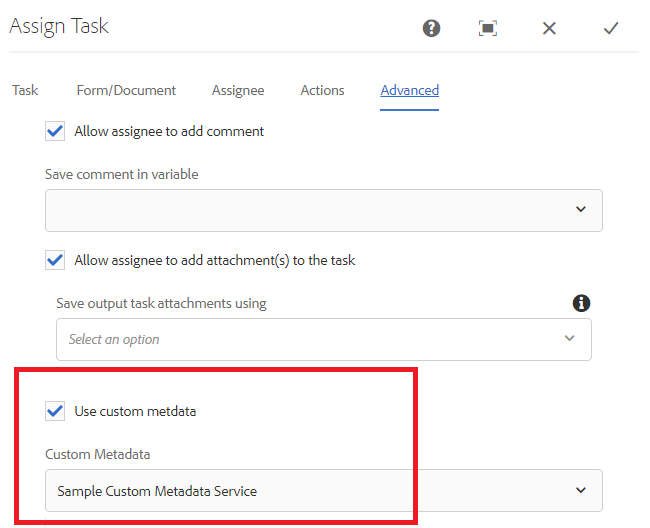 Assign Task
Task Form/Document Assignee Actions Advanced
Allow assignee to add comment
Save comment in variable
Allow assignee to add attachment(s) to the task
Save output task attachments using
Select an option
Use custom metdata
Custom Metadata
Sample Custom Metadata Service